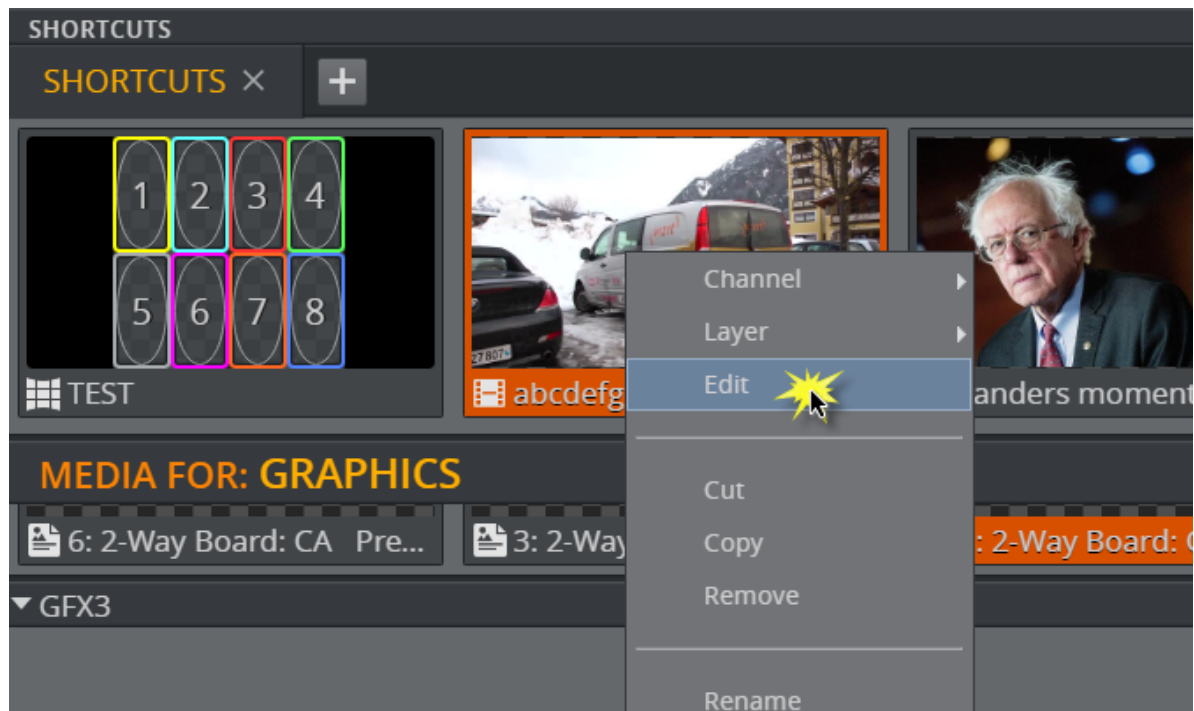 SHORTCUTS
SHORTCUTS ×
+
1 2 3 4
5 6 7 8
TEST
abcdefg
anders moment
Channel
Layer
Edit
Cut
Copy
Remove
Rename
MEDIA FOR: GRAPHICS
6: 2-Way Board: CA Pre...
3: 2-Way
: 2-Way Board:
GFX3